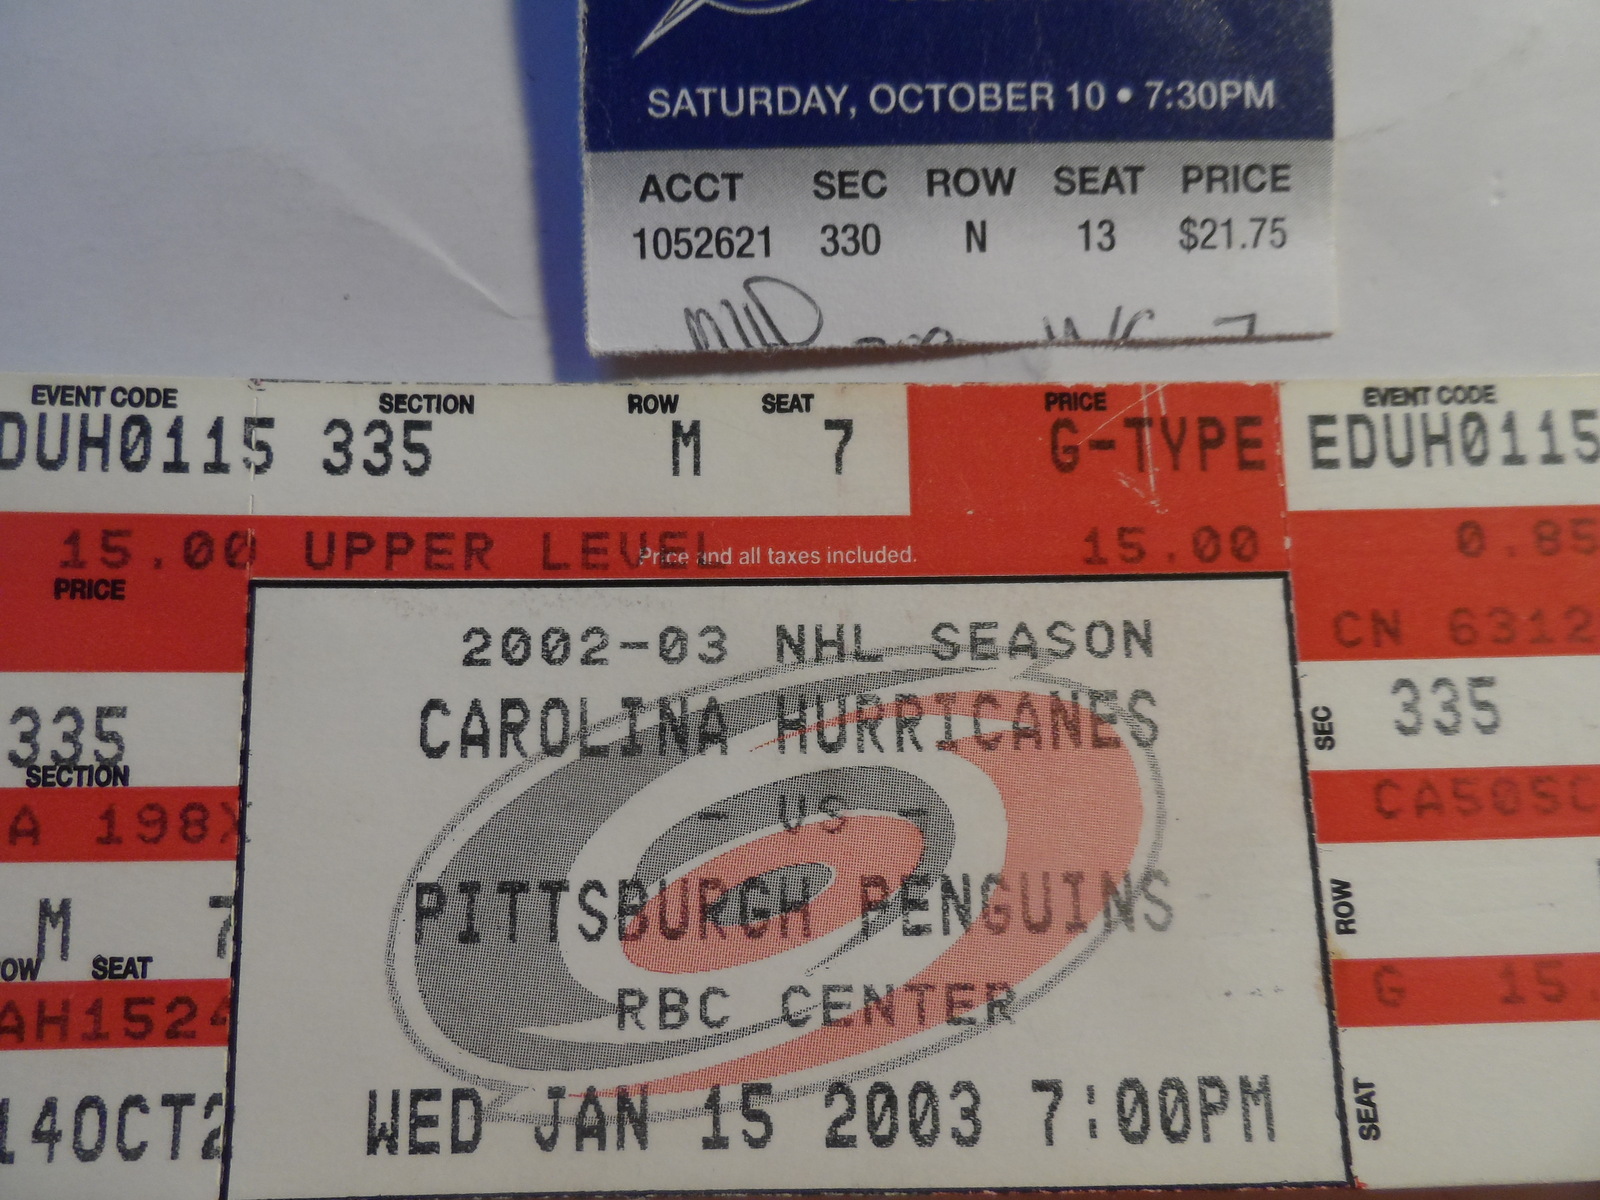 SATURDAY, OCTOBER 10 • 7:30PM
ACCT SEC ROW SEAT PRICE
1052621 330 N 13 $21.75
EVENT CODE SECTION ROW SEAT PRICE EVENT CODE
DUH0115 335 M 7 G-TYPE EDUH0115
15.00 UPPER LEVEL 15.00 0.85
Price and all taxes included.
PRICE
CN 6312
2002-03 NHL SEASON
CAROLINA HURRICANES
- VS -
PITTSBURGH PENGUINS
RBC CENTER
WED JAN 15 2003 7:00PM
335
SECTION
A 198X
M 7
OW SEAT
AH1524
14OCT2
SEC 335
CA50SC
ROW
G 15.
SEAT